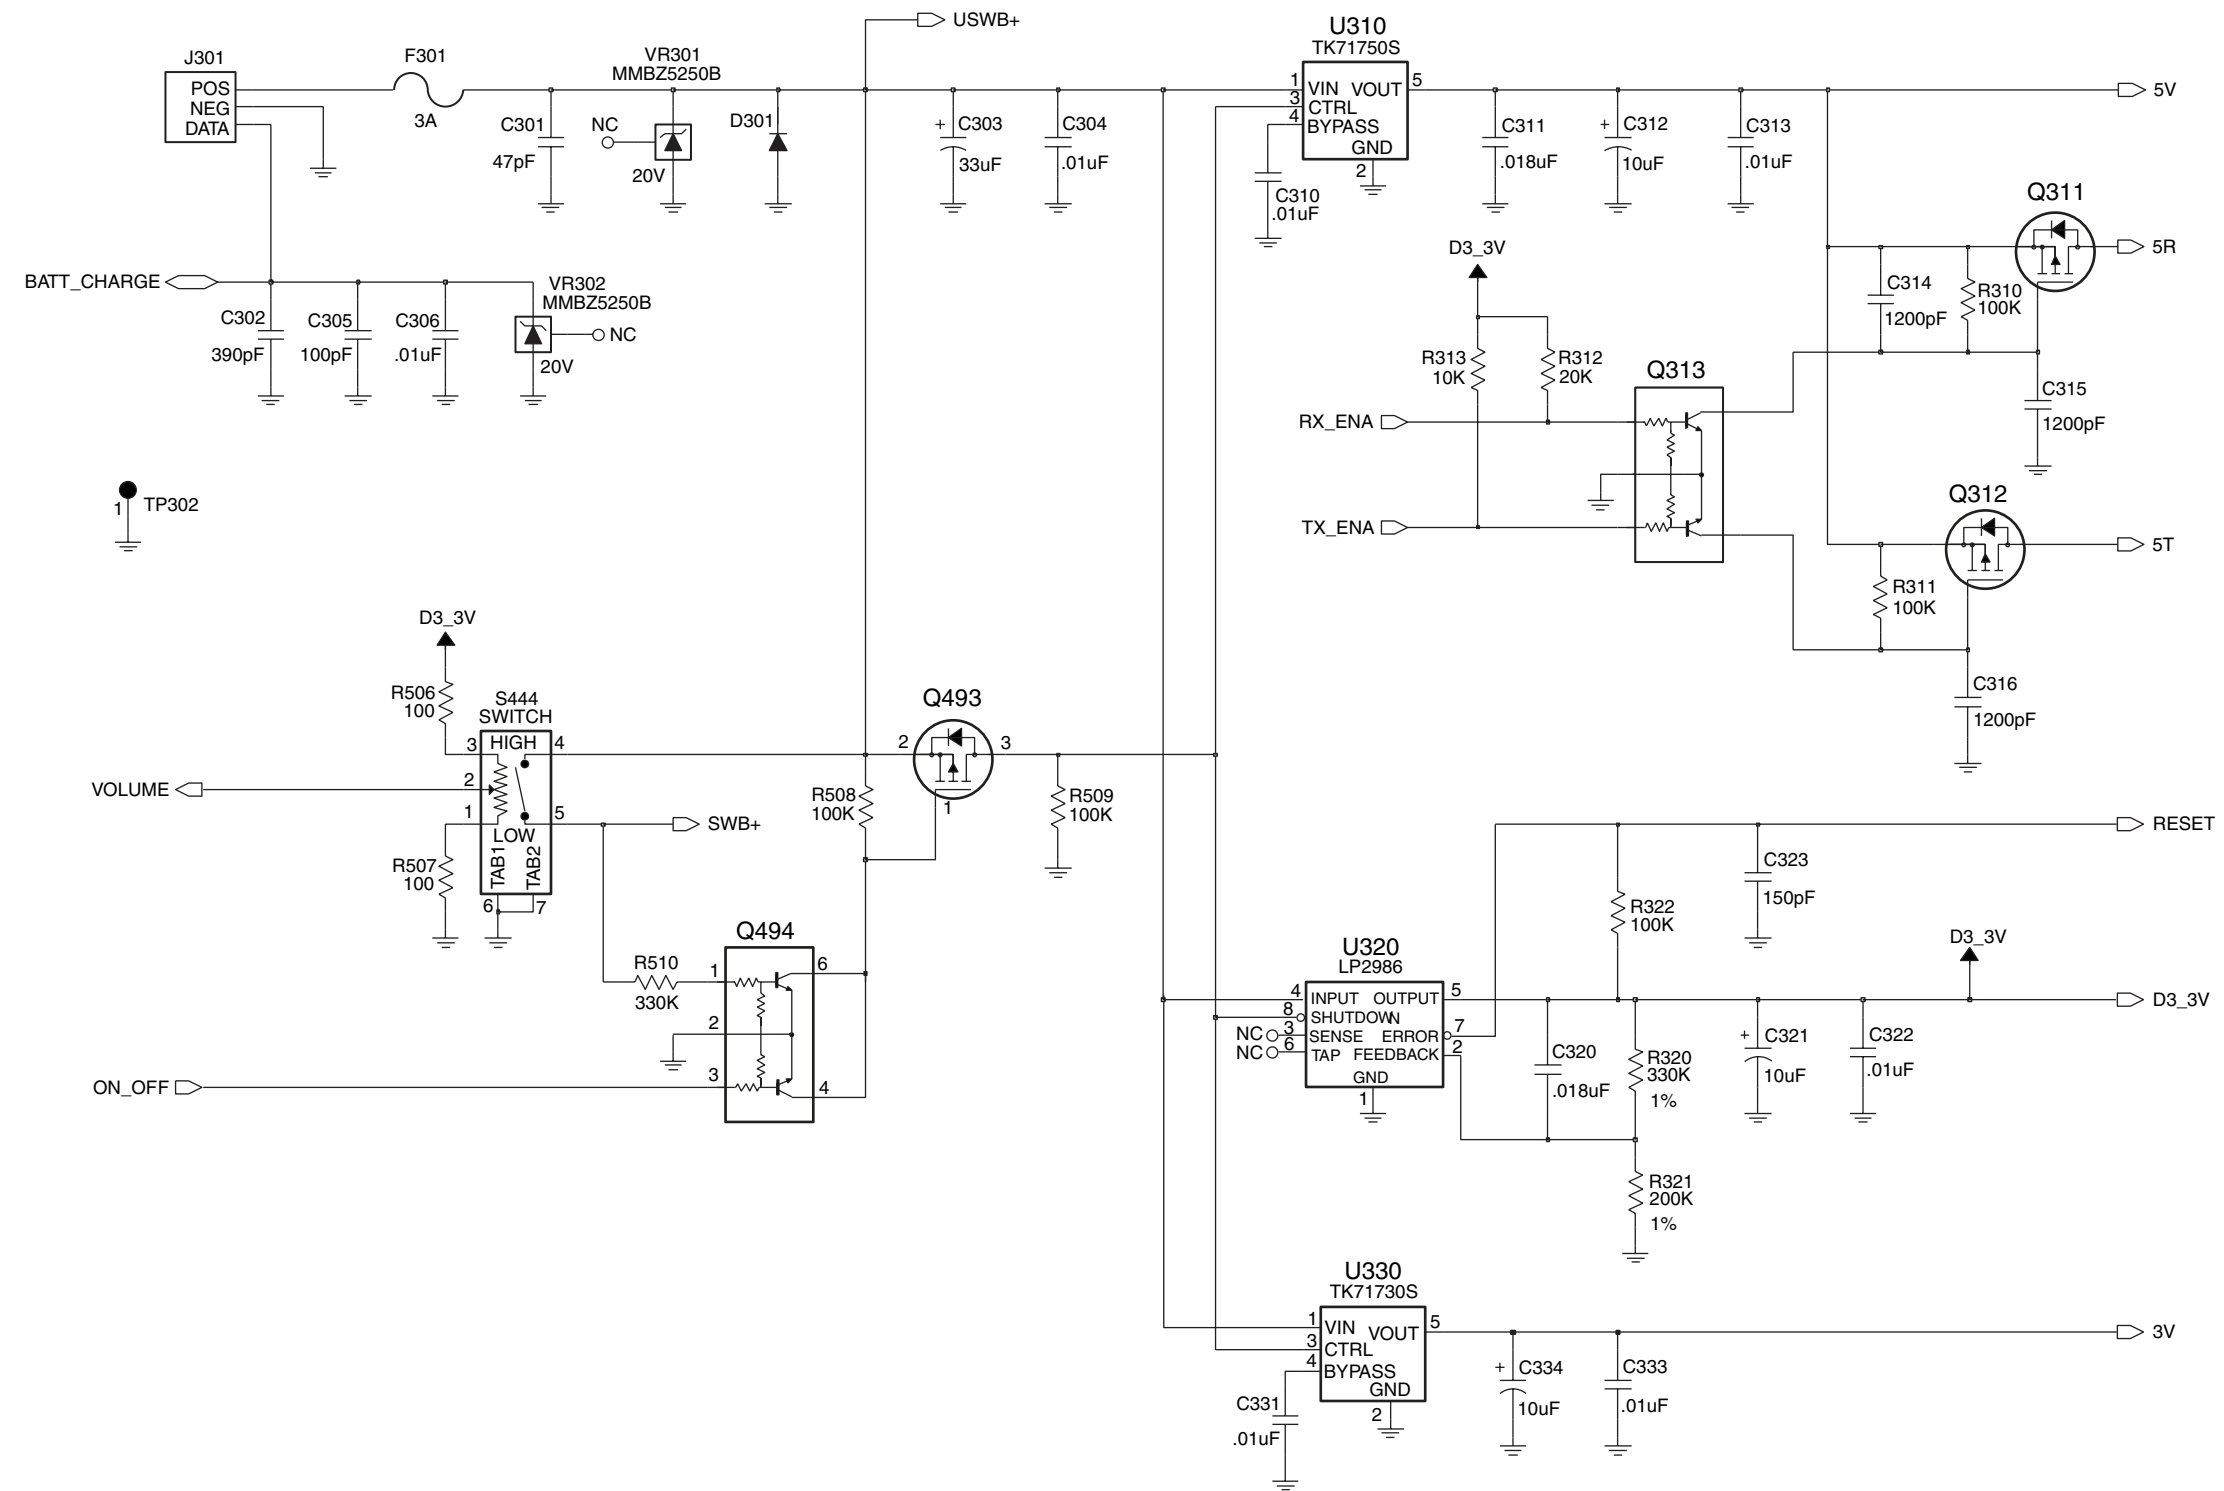 USWB+
J301
POS
NEG
DATA
F301
3A
C301
47pF
VR301
MMBZ5250B
NC
20V
D301
+
C303
33uF
C304
.01uF
U310
TK71750S
1
3
4
VIN VOUT
CTRL
BYPASS
GND
5
2
C310
.01uF
C311
.018uF
+
C312
10uF
C313
.01uF
5V
Q311
5R
C314
1200pF
R310
100K
C315
1200pF
BATT_CHARGE
C302
390pF
C305
100pF
C306
.01uF
VR302
MMBZ5250B
NC
20V
D3_3V
R313
10K
R312
20K
Q313
RX_ENA
TX_ENA
Q312
5T
R311
100K
C316
1200pF
1
TP302
D3_3V
R506
100
S444
SWITCH
HIGH
3
4
VOLUME
2
1
5
LOW
TAB1
TAB2
6
7
R507
100
SWB+
Q493
2
3
1
R508
100K
R509
100K
Q494
R510
330K
1
6
2
3
4
ON_OFF
RESET
R322
100K
C323
150pF
D3_3V
U320
LP2986
4
8
3
6
NC
NC
INPUT OUTPUT
SHUTDOWN
SENSE ERROR
TAP FEEDBACK
GND
5
7
2
1
D3_3V
C320
.018uF
R320
330K
1%
+
C321
10uF
C322
.01uF
R321
200K
1%
U330
TK71730S
1
3
4
VIN VOUT
CTRL
BYPASS
GND
5
2
3V
C331
.01uF
+
C334
10uF
C333
.01uF